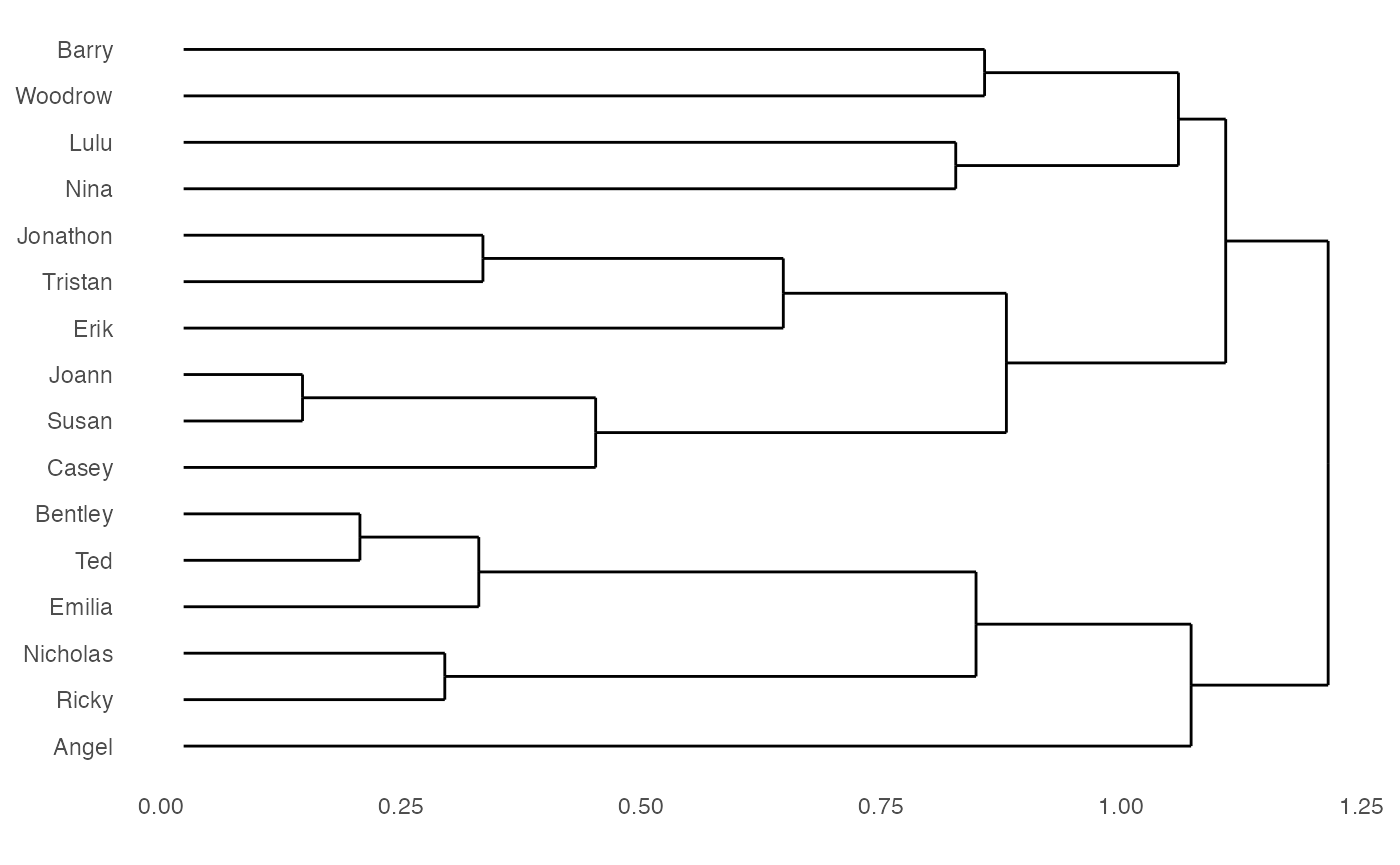 Barry
Woodrow
Lulu
Nina
Jonathon
Tristan
Erik
Joann
Susan
Casey
Bentley
Ted
Emilia
Nicholas
Ricky
Angel
0.00 0.25 0.50 0.75 1.00 1.25